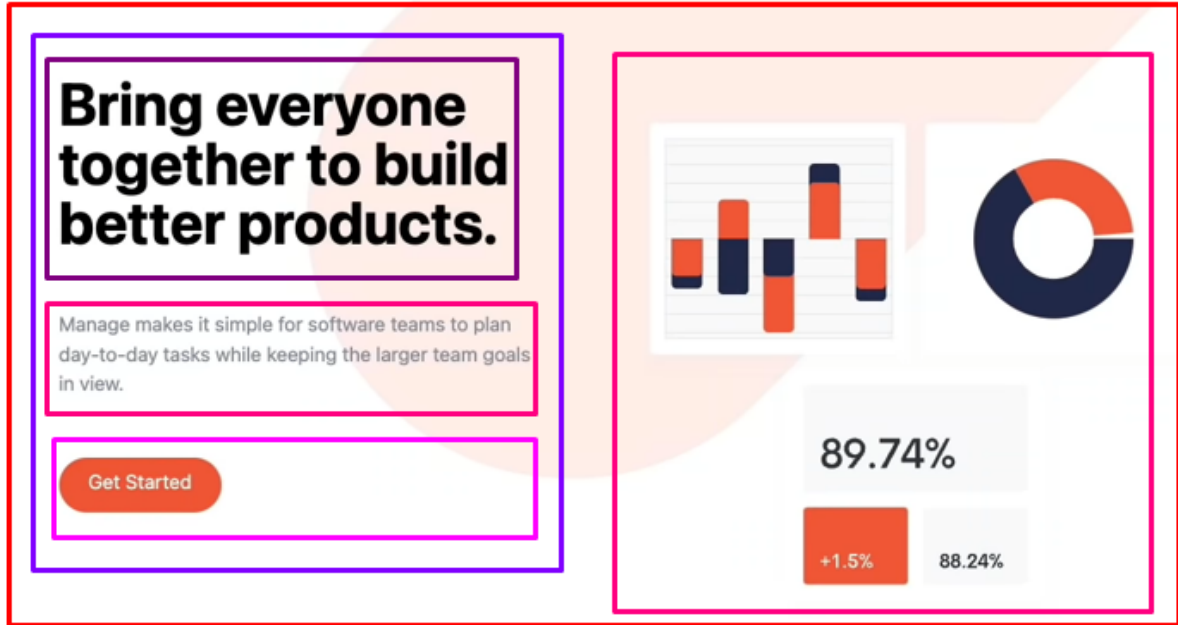 Bring everyone
together to build
better products.
Manage makes it simple for software teams to plan
day-to-day tasks while keeping the larger team goals
in view.
Get Started
89.74%
+1.5%
88.24%